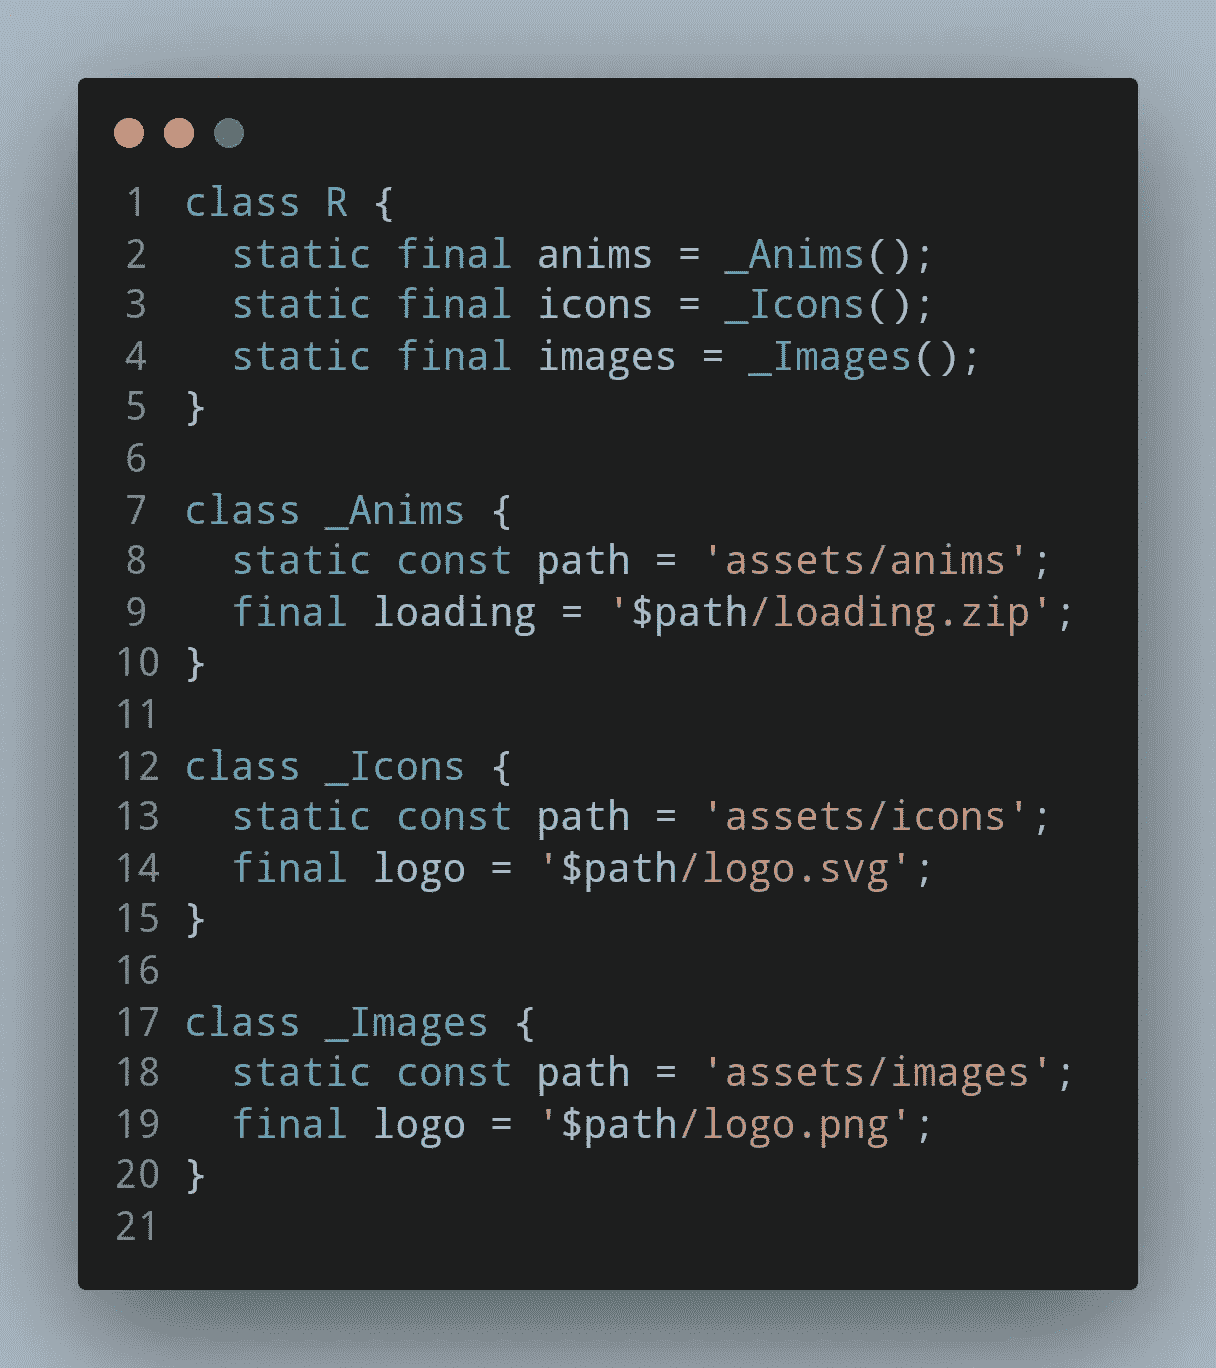 1 class R {
2   static final anims = _Anims();
3   static final icons = _Icons();
4   static final images = _Images();
5 }
6
7 class _Anims {
8   static const path = 'assets/anims';
9   final loading = '$path/loading.zip';
10 }
11
12 class _Icons {
13   static const path = 'assets/icons';
14   final logo = '$path/logo.svg';
15 }
16
17 class _Images {
18   static const path = 'assets/images';
19   final logo = '$path/logo.png';
20 }
21